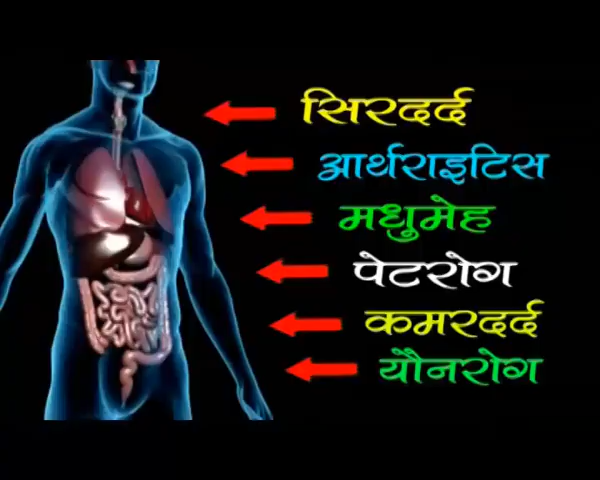 सिरदर्द
आर्थराइटिस
मधुमेह
पेटरोग
कमरदर्द
यौनरोग